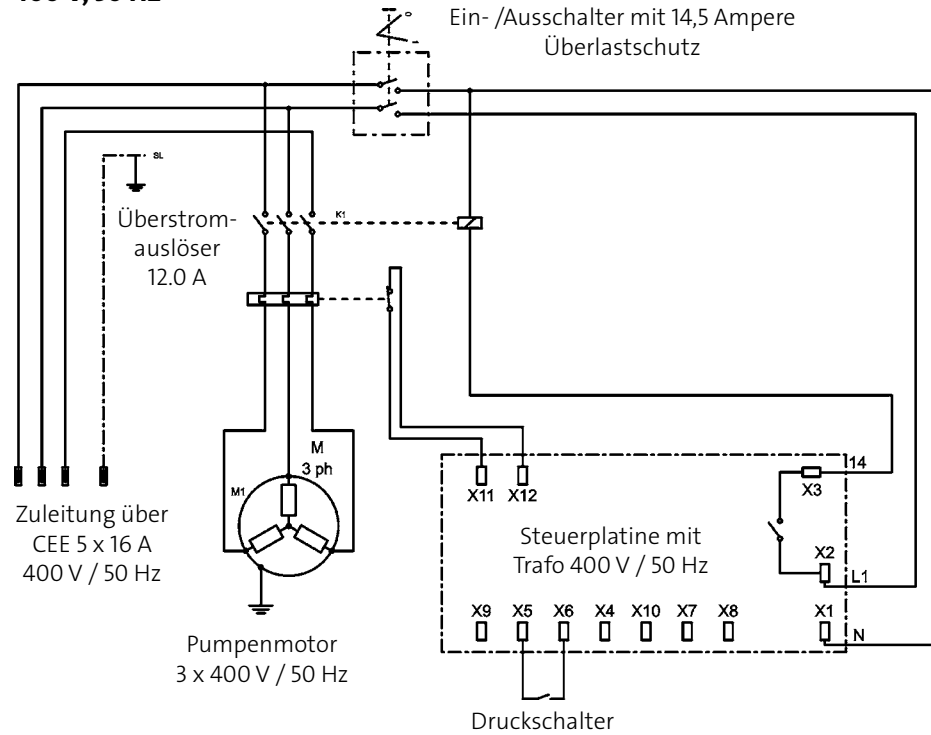 Ein- /Ausschalter mit 14,5 Ampere
Überlastschutz
SL
K1
Überstrom-
auslöser
12.0 A
M
3 ph
M1
Zuleitung über
CEE 5 x 16 A
400 V / 50 Hz
Pumpenmotor
3 x 400 V / 50 Hz
X11 X12
X3
14
Steuerplatine mit
Trafo 400 V / 50 Hz
X2
L1
X9 X5 X6 X4 X10 X7 X8 X1
N
Druckschalter